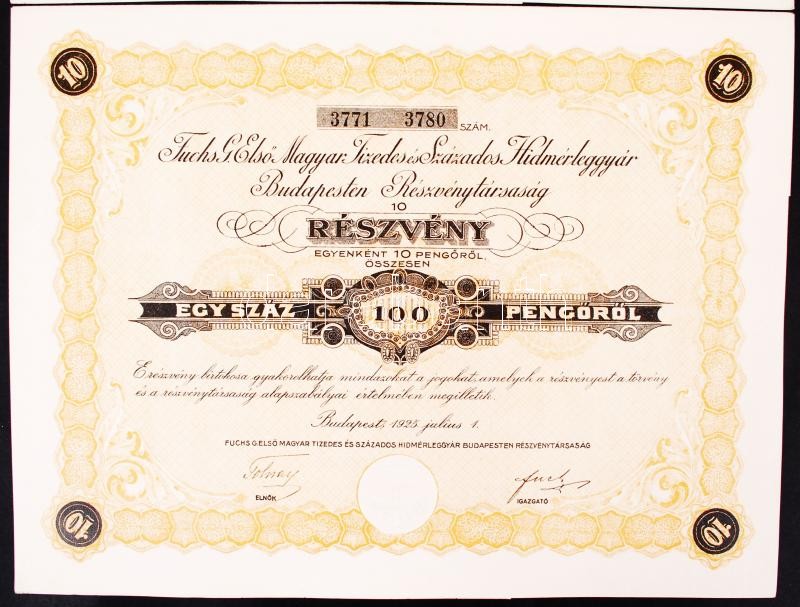 10 10
3771 3780 SZÁM.
Fuchs G. Első Magyar Tizedes és Százados Hidmérleggyár
Budapesten Részvénytársaság
10
RÉSZVÉNY
EGYENKÉNT 10 PENGŐRŐL,
ÖSSZESEN
EGYSZÁZ 100 PENGŐRŐL
E részvény birtokosa gyakorolhatja mindazokat a jogokat, amelyek a részvényest a törvény
és a részvénytársaság alapszabályai értelmében megilletik.
Budapest, 1925. julius 1.
FUCHS G. ELSŐ MAGYAR TIZEDES ÉS SZÁZADOS HIDMÉRLEGGYÁR BUDAPESTEN RÉSZVÉNYTÁRSASÁG
Tolnay Fuchs
ELNÖK IGAZGATÓ
10 10